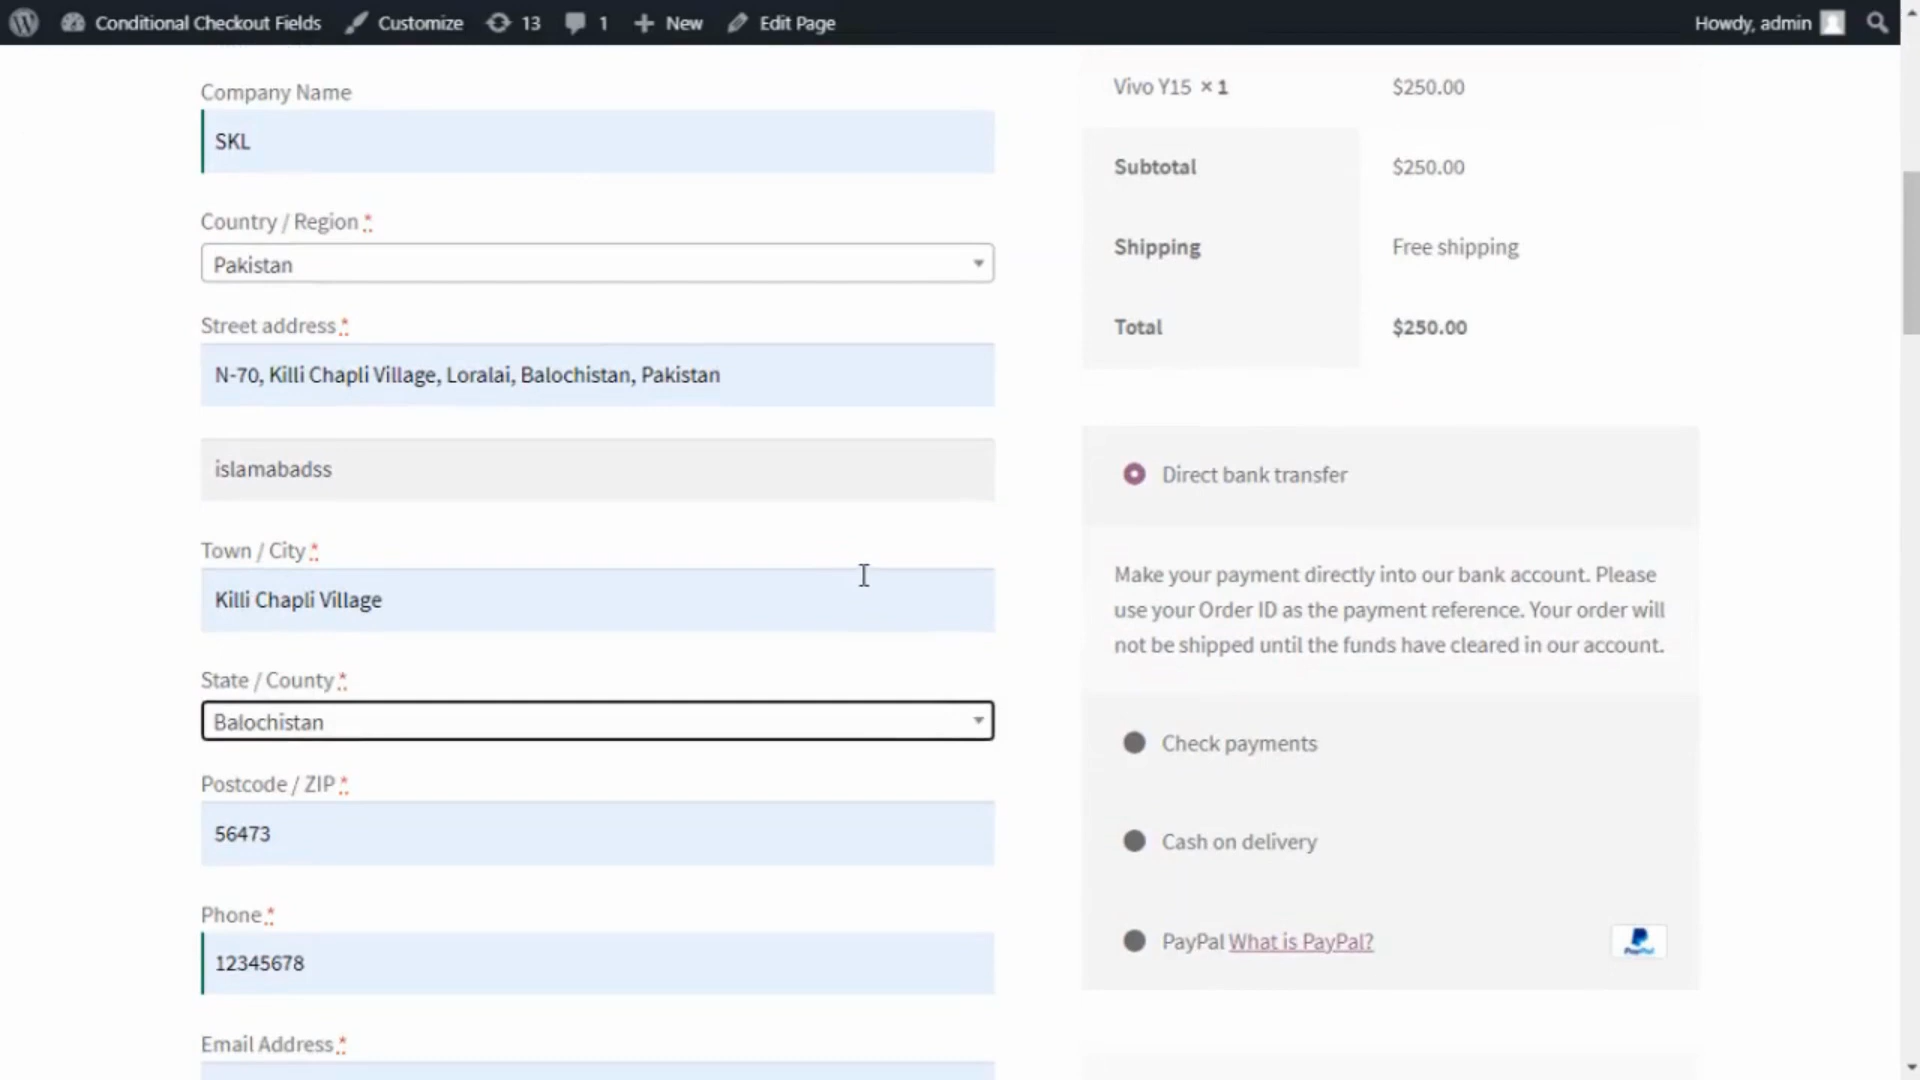 Conditional Checkout Fields Customize 13 1 New Edit Page Howdy, admin
Company Name
SKL
Country / Region *
Pakistan
Street address *
N-70, Killi Chapli Village, Loralai, Balochistan, Pakistan
islamabadss
Town / City *
Killi Chapli Village
State / County *
Balochistan
Postcode / ZIP *
56473
Phone *
12345678
Email Address *
Vivo Y15 × 1 $250.00
Subtotal $250.00
Shipping Free shipping
Total $250.00
Direct bank transfer
Make your payment directly into our bank account. Please
use your Order ID as the payment reference. Your order will
not be shipped until the funds have cleared in our account.
Check payments
Cash on delivery
PayPal What is PayPal?
PayPal